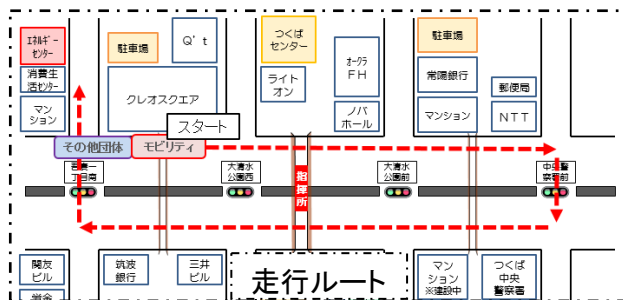 エネルギー
センター
消費生
活センター
マン
ション
駐車場
Q't
クレオスクエア
つくば
センター
ライト
オン
オークラ
FH
ノバ
ホール
駐車場
常陽銀行
マンション
郵便局
NTT
スタート
その他団体
モビリティ
吾妻一
丁目南
大清水
公園西
指揮所
大清水
公園前
中央警
察署前
関友
ビル
労金
筑波
銀行
三井
ビル
走行ルート
マン
ション
※建設中
つくば
中央
警察署